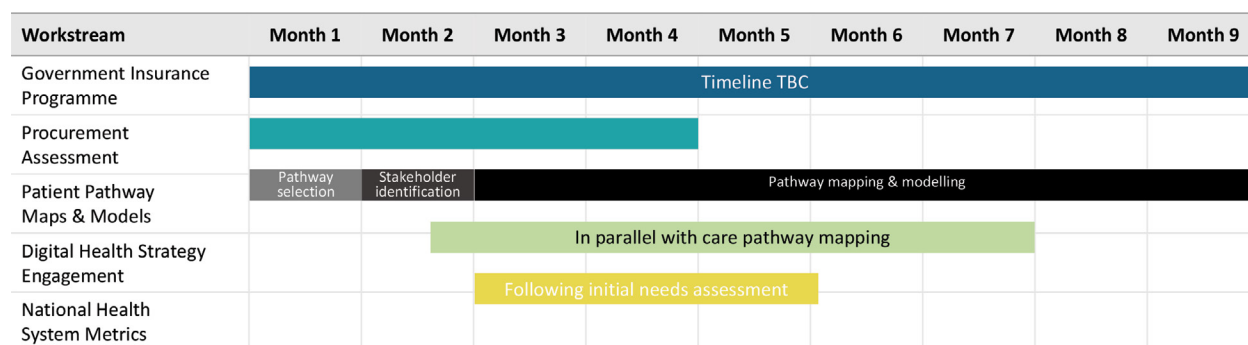 Workstream Month 1 Month 2 Month 3 Month 4 Month 5 Month 6 Month 7 Month 8 Month 9
Government Insurance
Programme
Timeline TBC
Procurement
Assessment
Patient Pathway
Maps & Models
Pathway
selection
Stakeholder
identification
Pathway mapping & modelling
Digital Health Strategy
Engagement
In parallel with care pathway mapping
National Health
System Metrics
Following initial needs assessment